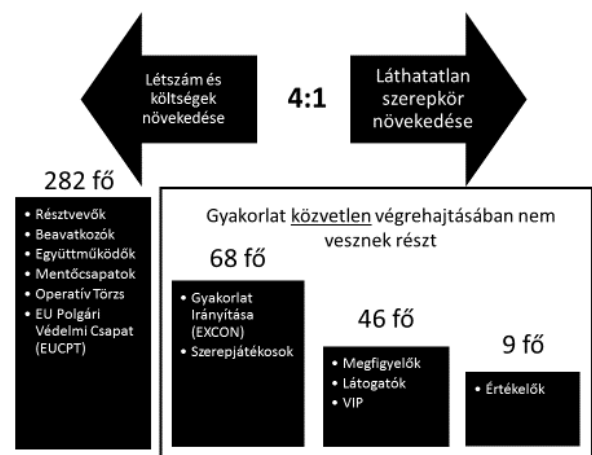 Létszám és
költségek
növekedése
4:1
Láthatatlan
szerepkör
növekedése
282 fő
• Résztvevők
• Beavatkozók
• Együttműködők
• Mentőcsapatok
• Operatív Törzs
• EU Polgári
Védelmi Csapat
(EUCPT)
Gyakorlat közvetlen végrehajtásában nem
vesznek részt
68 fő
• Gyakorlat
Irányítása
(EXCON)
• Szerepjátékosok
46 fő
• Megfigyelők
• Látogatók
• VIP
9 fő
• Értékelők